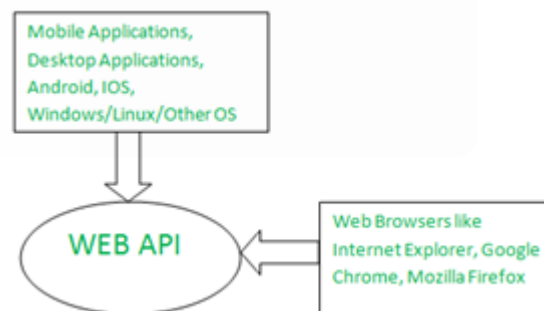 Mobile Applications,
Desktop Applications,
Android, IOS,
Windows/Linux/Other OS
WEB API
Web Browsers like
Internet Explorer, Google
Chrome, Mozilla Firefox